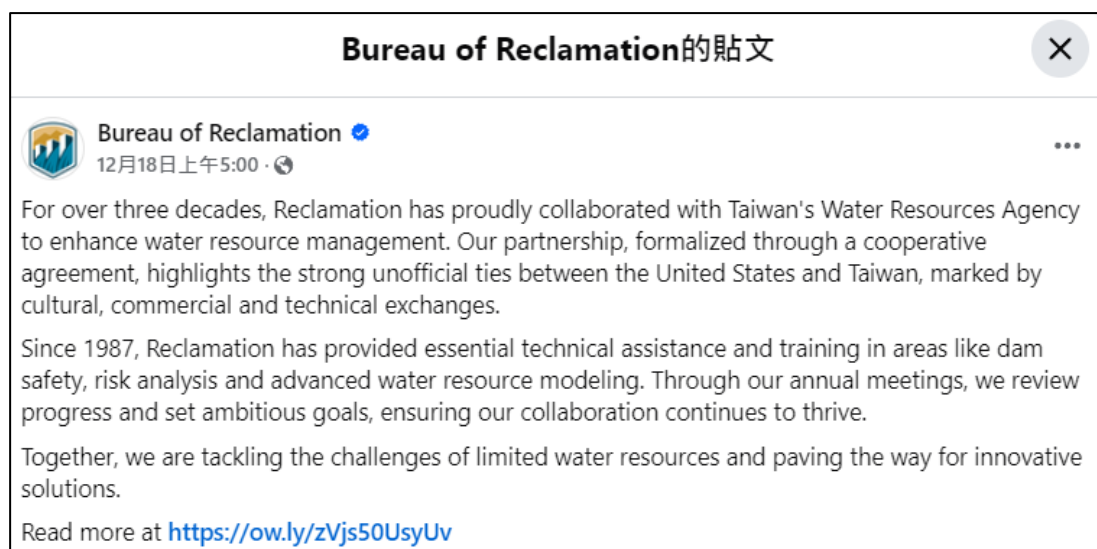 Bureau of Reclamation的貼文
Bureau of Reclamation
12月18日上午5:00 ·
For over three decades, Reclamation has proudly collaborated with Taiwan's Water Resources Agency
to enhance water resource management. Our partnership, formalized through a cooperative
agreement, highlights the strong unofficial ties between the United States and Taiwan, marked by
cultural, commercial and technical exchanges.
Since 1987, Reclamation has provided essential technical assistance and training in areas like dam
safety, risk analysis and advanced water resource modeling. Through our annual meetings, we review
progress and set ambitious goals, ensuring our collaboration continues to thrive.
Together, we are tackling the challenges of limited water resources and paving the way for innovative
solutions.
Read more at https://ow.ly/zVjs50UsyUv